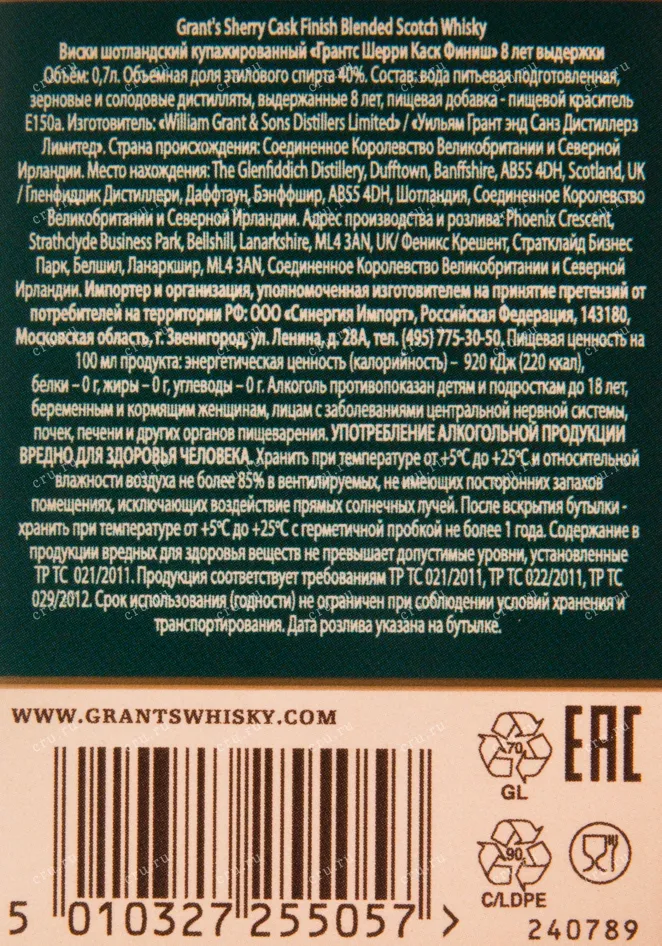 Grant's Sherry Cask Finish Blended Scotch Whisky
Виски шотландский купажированный «Грантс Шерри Каск Финиш» 8 лет выдержки
Объём: 0,7л. Объёмная доля этилового спирта 40%. Состав: вода питьевая подготовленная,
зерновые и солодовые дистилляты, выдержанные 8 лет, пищевая добавка - пищевой краситель
Е150а. Изготовитель: «William Grant & Sons Distillers Limited» / «Уильям Грант энд Санз Дистиллерз
Лимитед». Страна происхождения: Соединенное Королевство Великобритании и Северной
Ирландии. Место нахождения: The Glenfiddich Distillery, Dufftown, Banffshire, AB55 4DH, Scotland, UK
/ Гленфиддик Дистиллери, Даффтаун, Бэнффшир, AB55 4DH, Шотландия, Соединенное Королевство
Великобритании и Северной Ирландии. Адрес производства и розлива: Phoenix Crescent,
Strathclyde Business Park, Bellshill, Lanarkshire, ML4 3AN, UK/ Феникс Крешент, Стратклайд Бизнес
Парк, Белшил, Ланаркшир, ML4 3AN, Соединенное Королевство Великобритании и Северной
Ирландии. Импортер и организация, уполномоченная изготовителем на принятие претензий от
потребителей на территории РФ: ООО «Синергия Импорт», Российская Федерация, 143180,
Московская область, г. Звенигород, ул. Ленина, д. 28А, тел. (495) 775-30-50. Пищевая ценность на
100 мл продукта: энергетическая ценность (калорийность) – 920 кДж (220 ккал),
белки – 0 г, жиры – 0 г, углеводы – 0 г. Алкоголь противопоказан детям и подросткам до 18 лет,
беременным и кормящим женщинам, лицам с заболеваниями центральной нервной системы,
почек, печени и других органов пищеварения. УПОТРЕБЛЕНИЕ АЛКОГОЛЬНОЙ ПРОДУКЦИИ
ВРЕДНО ДЛЯ ЗДОРОВЬЯ ЧЕЛОВЕКА. Хранить при температуре от +5°С до +25°С и относительной
влажности воздуха не более 85% в вентилируемых, не имеющих посторонних запахов
помещениях, исключающих воздействие прямых солнечных лучей. После вскрытия бутылки -
хранить при температуре от +5°С до +25°С с герметичной пробкой не более 1 года. Содержание в
продукции вредных для здоровья веществ не превышает допустимые уровни, установленные
ТР ТС 021/2011. Продукция соответствует требованиям ТР ТС 021/2011, ТР ТС 022/2011, ТР ТС
029/2012. Срок использования (годности) не ограничен при соблюдении условий хранения и
транспортирования. Дата розлива указана на бутылке.
WWW.GRANTSWHISKY.COM
70
GL
EAC
90
C/LDPE
5 010327 255057 >
240789
cru.ru